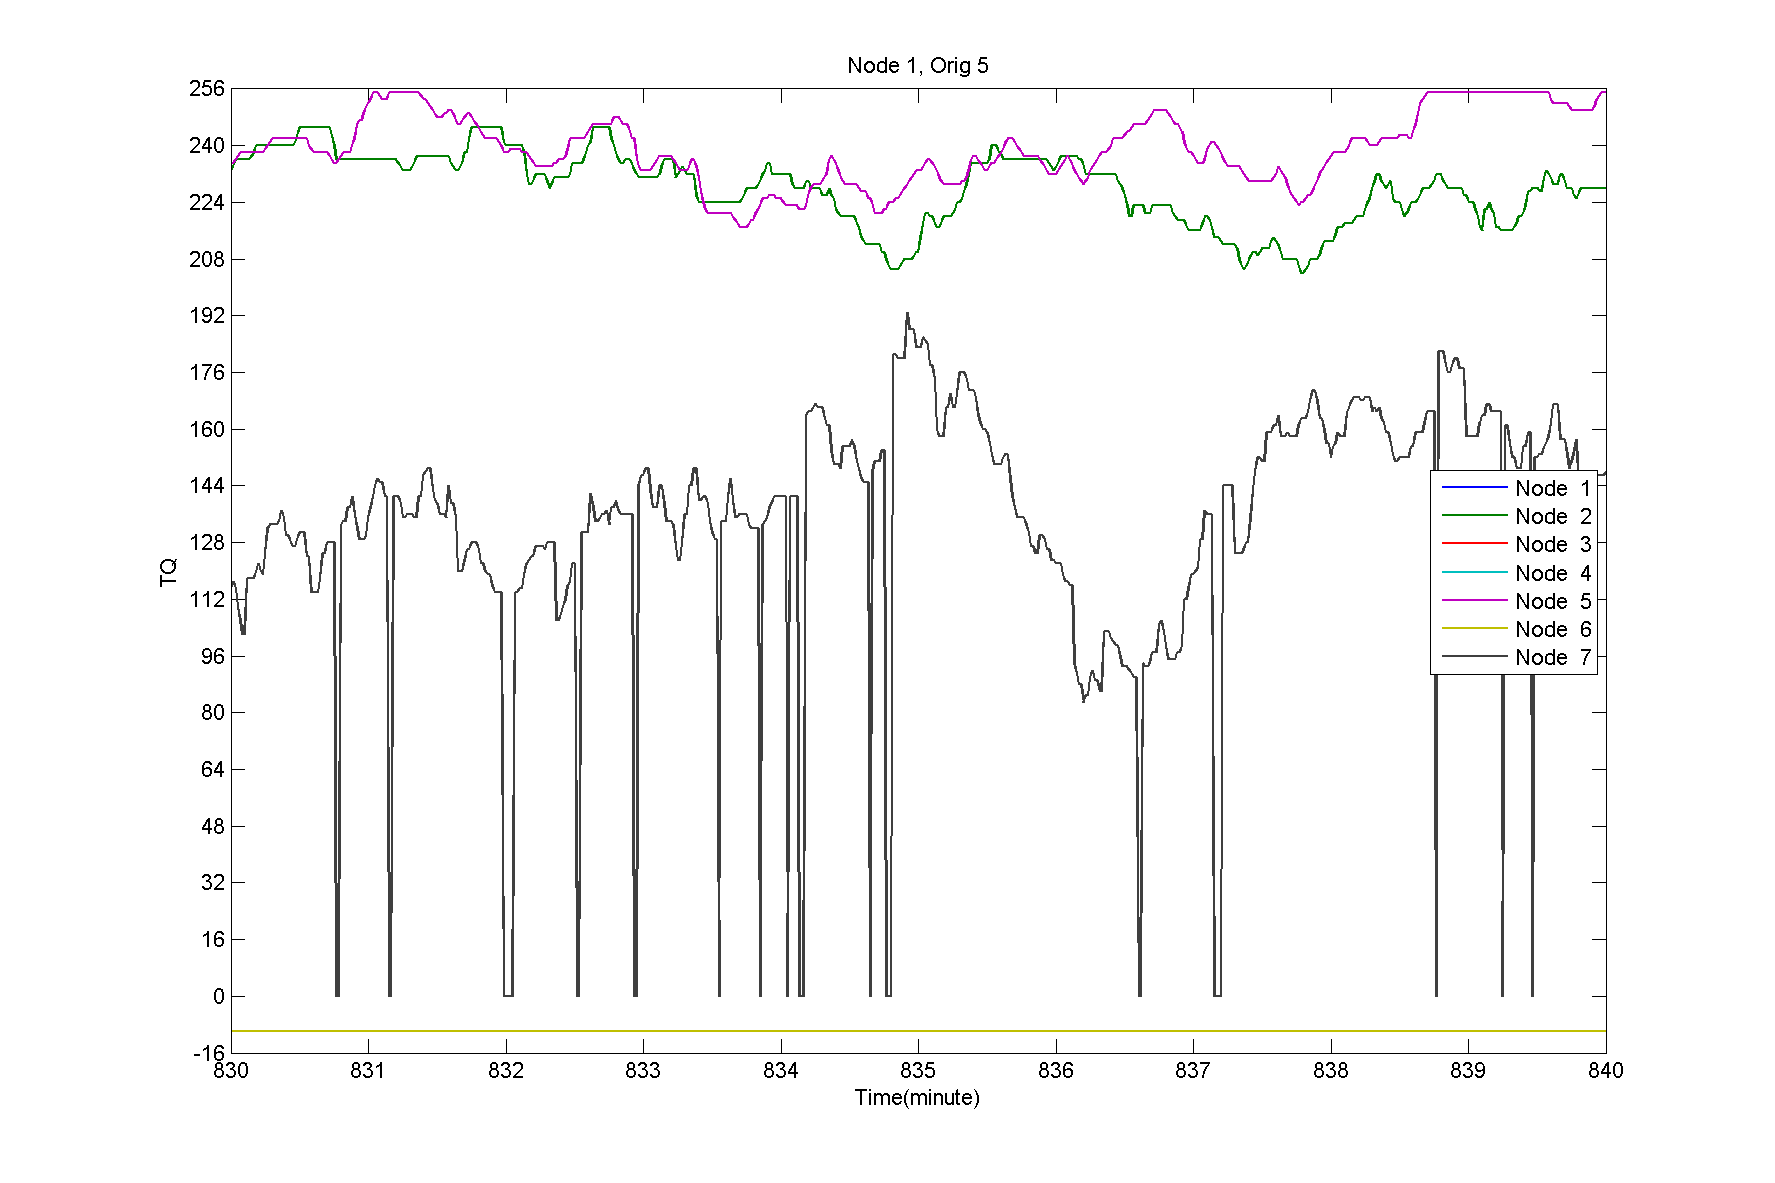 Node 1, Orig 5
256
240
224
208
192
176
160
144
128
112
96
80
64
48
32
16
0
-16
TQ
Node 1
Node 2
Node 3
Node 4
Node 5
Node 6
Node 7
830 831 832 833 834 835 836 837 838 839 840
Time(minute)